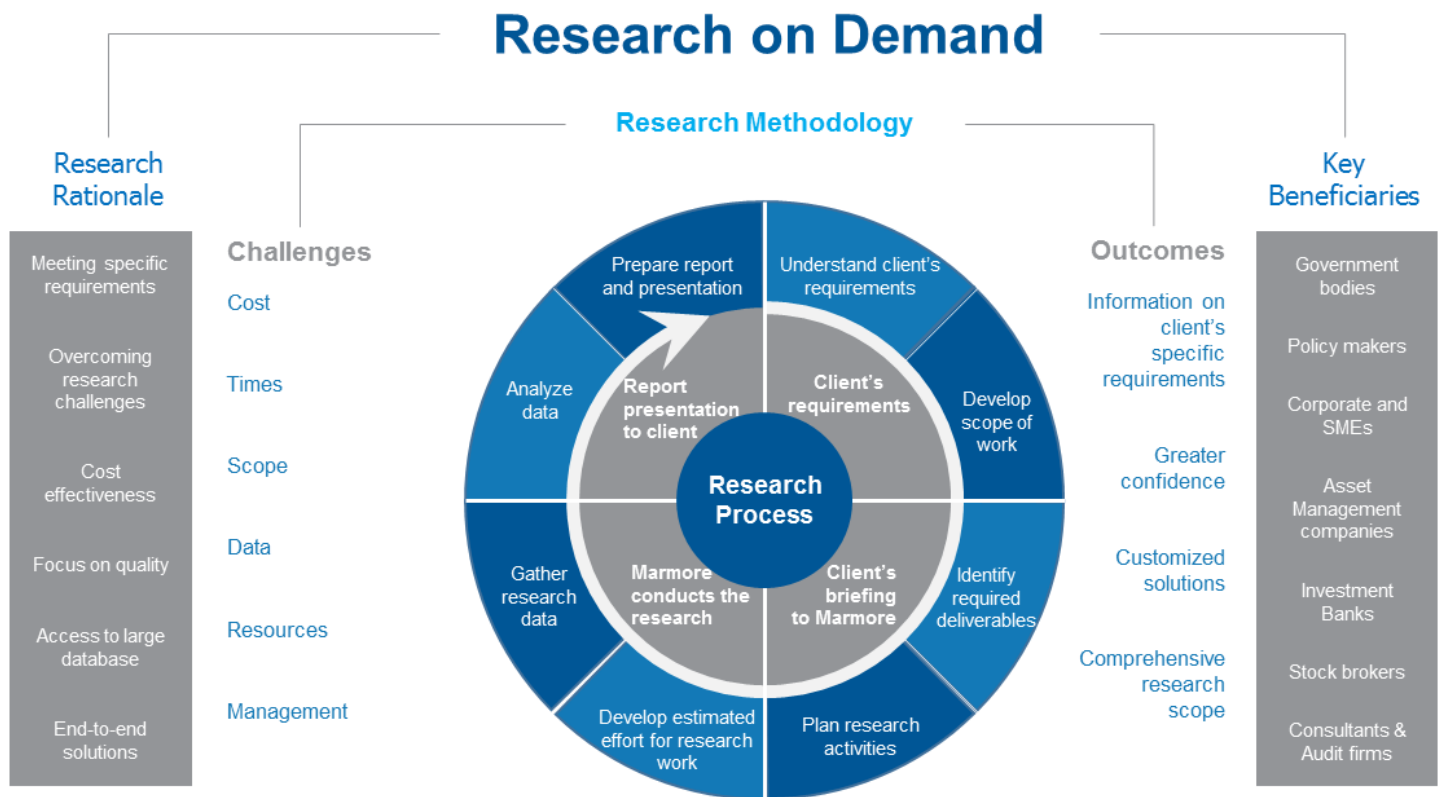 Research on Demand
Research Methodology
Research
Rationale
Meeting specific
requirements
Overcoming
research
challenges
Cost
effectiveness
Focus on quality
Access to large
database
End-to-end
solutions
Challenges
Cost
Times
Scope
Data
Resources
Management
Prepare report
and presentation
Understand client's
requirements
Develop
scope of
work
Identify
required
deliverables
Plan research
activities
Develop estimated
effort for research
work
Gather
research
data
Analyze
data
Report
presentation
to client
Client's
requirements
Client's
briefing
to Marmore
Marmore
conducts the
research
Research
Process
Outcomes
Information on
client's
specific
requirements
Greater
confidence
Customized
solutions
Comprehensive
research
scope
Key
Beneficiaries
Government
bodies
Policy makers
Corporate and
SMEs
Asset
Management
companies
Investment
Banks
Stock brokers
Consultants &
Audit firms